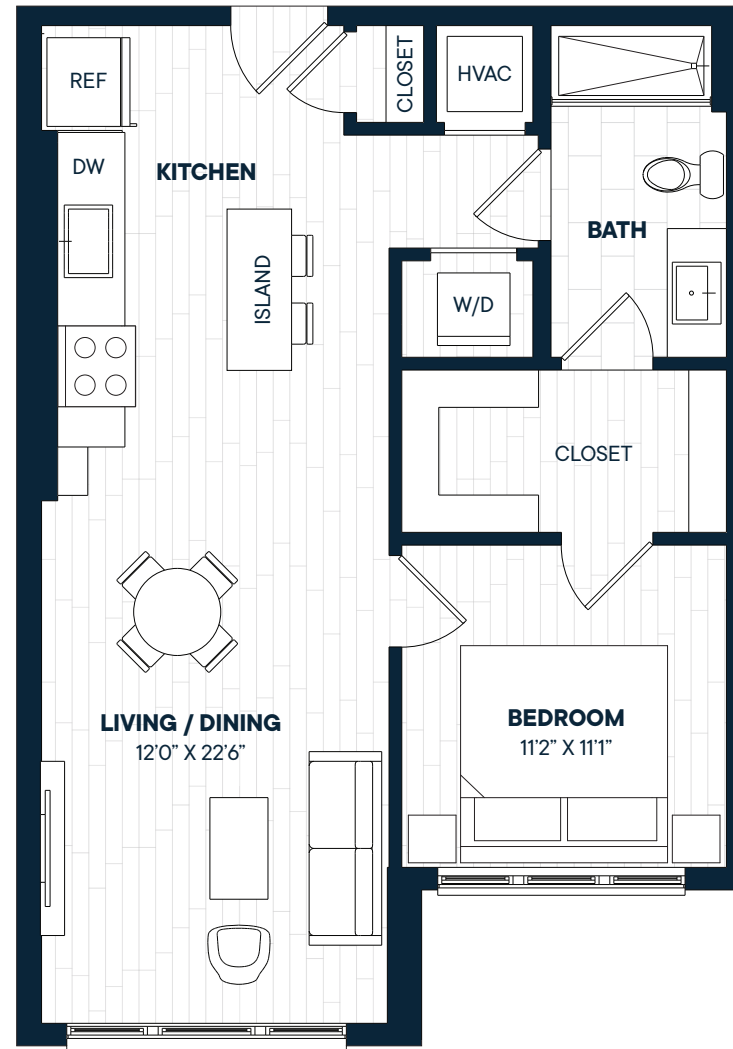 REF
CLOSET
HVAC
DW
KITCHEN
BATH
ISLAND
W/D
CLOSET
LIVING / DINING
12’0” X 22’6”
BEDROOM
11’2” X 11’1”